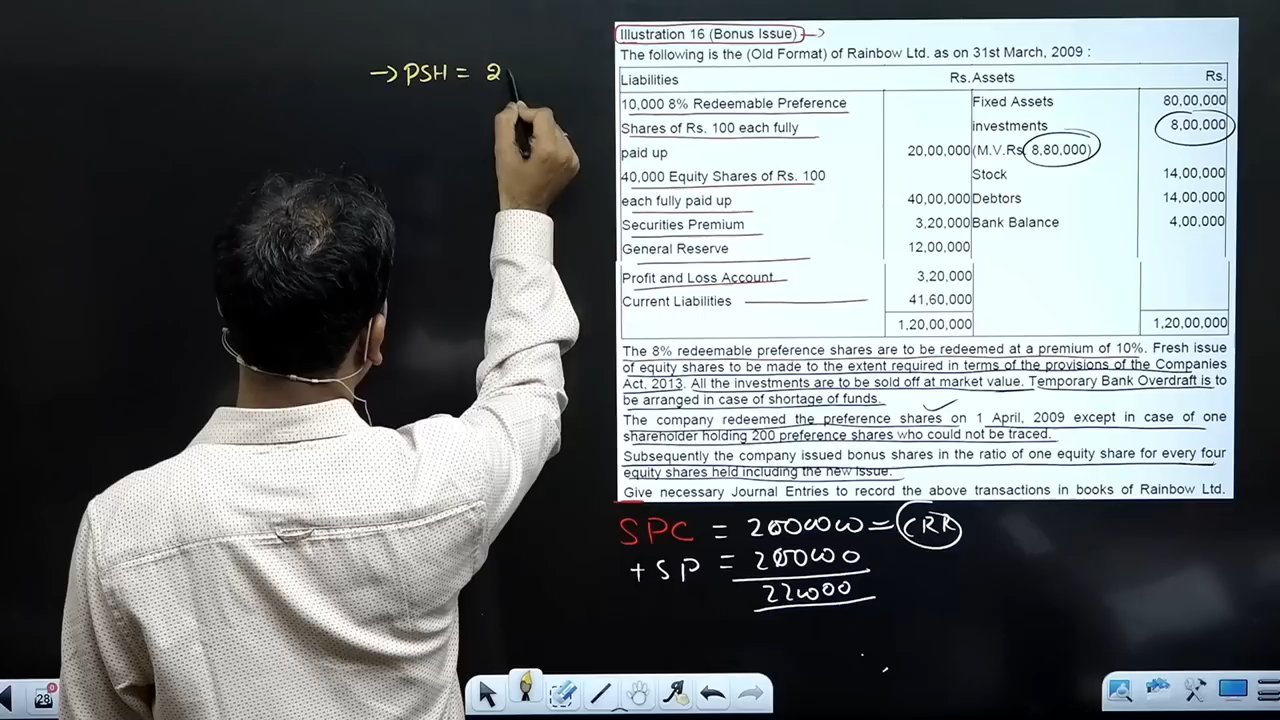 → PSH = 2
Illustration 16 (Bonus Issue) →
The following is the (Old Format) of Rainbow Ltd. as on 31st March, 2009 :
Liabilities Rs. Assets Rs.
10,000 8% Redeemable Preference Fixed Assets 80,00,000
Shares of Rs. 100 each fully investments 8,00,000
paid up 20,00,000 (M.V.Rs 8,80,000)
40,000 Equity Shares of Rs. 100 Stock 14,00,000
each fully paid up 40,00,000 Debtors 14,00,000
Securities Premium 3,20,000 Bank Balance 4,00,000
General Reserve 12,00,000
Profit and Loss Account 3,20,000
Current Liabilities 41,60,000
1,20,00,000 1,20,00,000
The 8% redeemable preference shares are to be redeemed at a premium of 10%. Fresh issue
of equity shares to be made to the extent required in terms of the provisions of the Companies
Act, 2013. All the investments are to be sold off at market value. Temporary Bank Overdraft is to
be arranged in case of shortage of funds.
The company redeemed the preference shares on 1 April, 2009 except in case of one
shareholder holding 200 preference shares who could not be traced.
Subsequently the company issued bonus shares in the ratio of one equity share for every four
equity shares held including the new issue.
Give necessary Journal Entries to record the above transactions in books of Rainbow Ltd.
SPC = 2000000 = CRR
+ SP = 200000
28